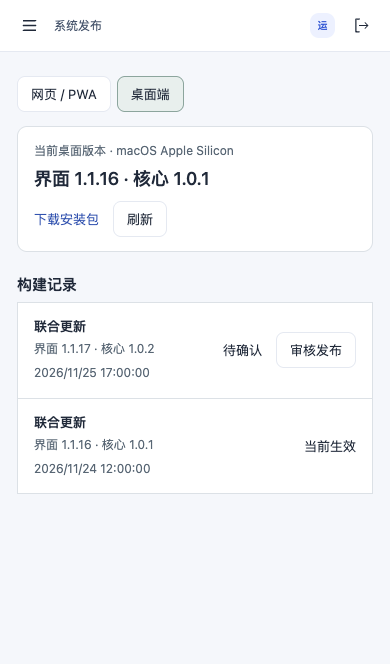 系统发布
运
网页 / PWA
桌面端
当前桌面版本 · macOS Apple Silicon
界面 1.1.16 · 核心 1.0.1
下载安装包
刷新
构建记录
联合更新
界面 1.1.17 · 核心 1.0.2
2026/11/25 17:00:00
待确认
审核发布
联合更新
界面 1.1.16 · 核心 1.0.1
2026/11/24 12:00:00
当前生效